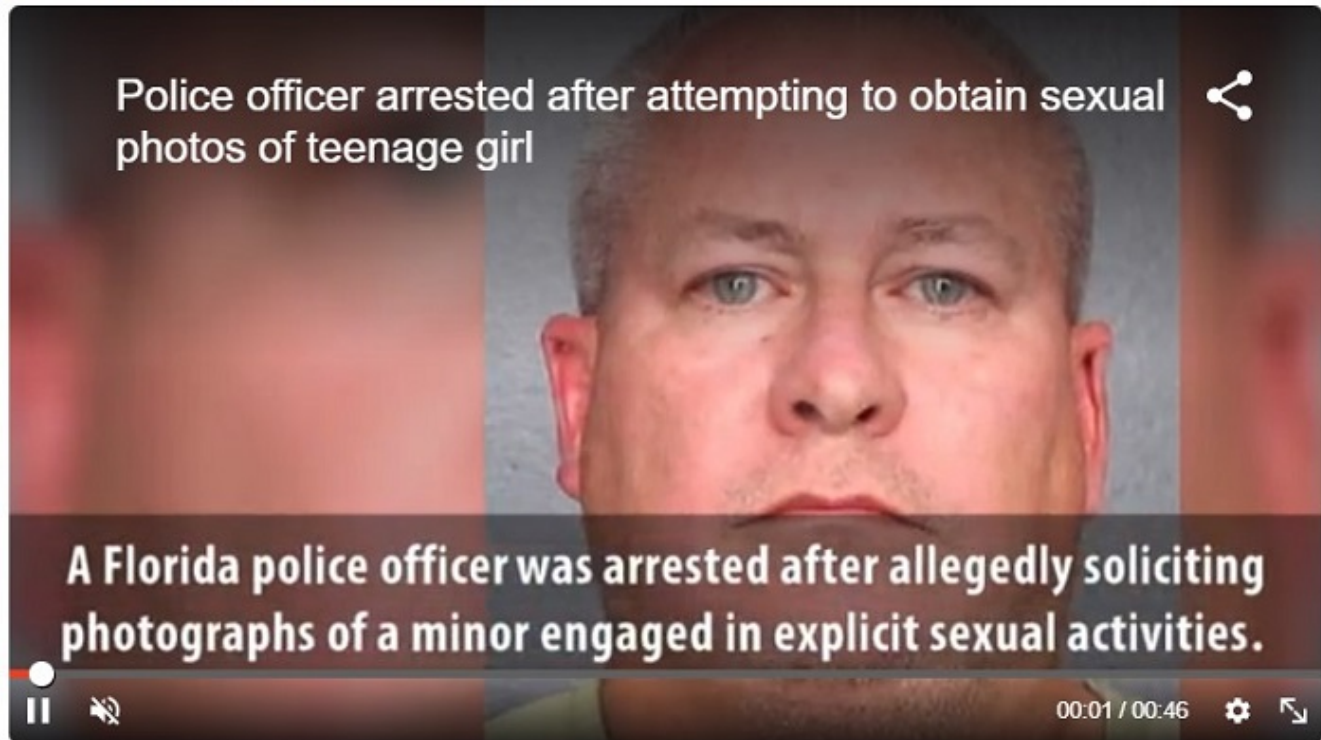 Police officer arrested after attempting to obtain sexual
photos of teenage girl
A Florida police officer was arrested after allegedly soliciting
photographs of a minor engaged in explicit sexual activities.
00:01 / 00:46